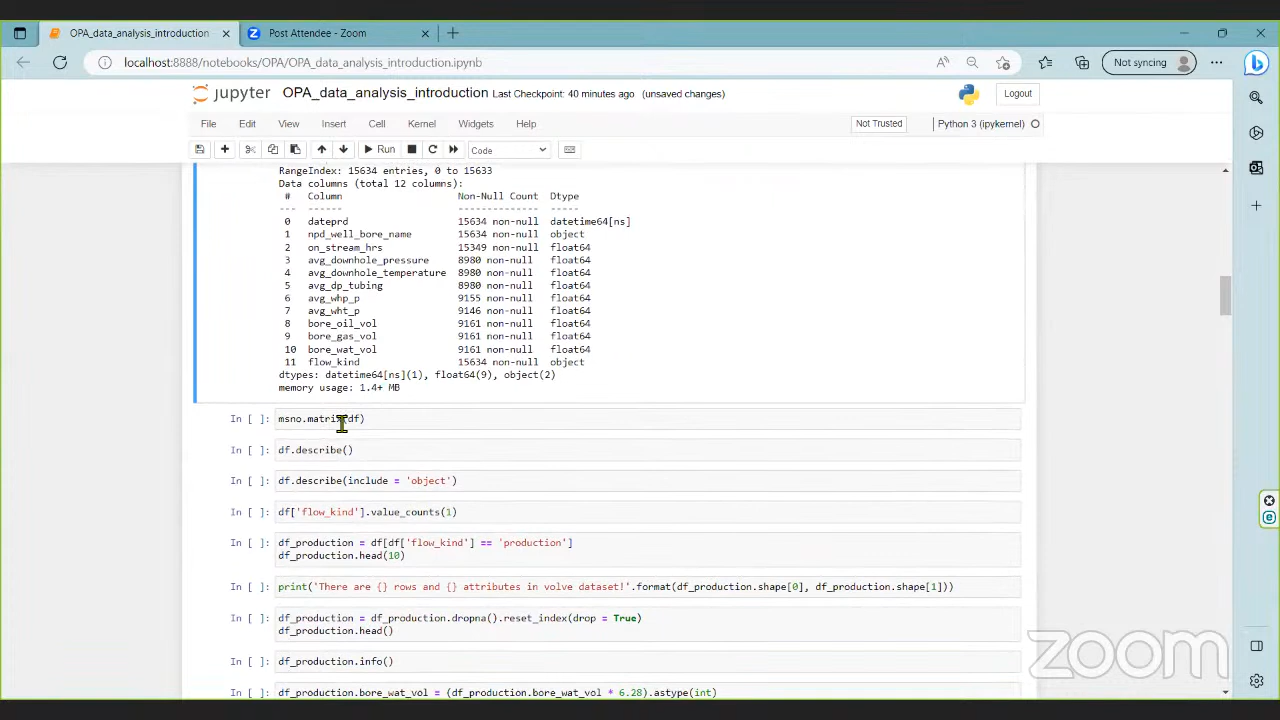 OPA_data_analysis_introduction
Post Attendee - Zoom
localhost:8888/notebooks/OPA/OPA_data_analysis_introduction.ipynb
Not syncing
jupyter OPA_data_analysis_introduction Last Checkpoint: 40 minutes ago (unsaved changes)
Logout
File Edit View Insert Cell Kernel Widgets Help
Not Trusted
Python 3 (ipykernel)
Run
Code
RangeIndex: 15634 entries, 0 to 15633
Data columns (total 12 columns):
# Column Non-Null Count Dtype
--- ------ -------------- -----
0 dateprd 15634 non-null datetime64[ns]
1 npd_well_bore_name 15634 non-null object
2 on_stream_hrs 15349 non-null float64
3 avg_downhole_pressure 8980 non-null float64
4 avg_downhole_temperature 8980 non-null float64
5 avg_dp_tubing 8980 non-null float64
6 avg_whp_p 9155 non-null float64
7 avg_wht_p 9146 non-null float64
8 bore_oil_vol 9161 non-null float64
9 bore_gas_vol 9161 non-null float64
10 bore_wat_vol 9161 non-null float64
11 flow_kind 15634 non-null object
dtypes: datetime64[ns](1), float64(9), object(2)
memory usage: 1.4+ MB
In [ ]: msno.matrix(df)
In [ ]: df.describe()
In [ ]: df.describe(include = 'object')
In [ ]: df['flow_kind'].value_counts(1)
In [ ]: df_production = df[df['flow_kind'] == 'production']
df_production.head(10)
In [ ]: print('There are {} rows and {} attributes in volve dataset!'.format(df_production.shape[0], df_production.shape[1]))
In [ ]: df_production = df_production.dropna().reset_index(drop = True)
df_production.head()
In [ ]: df_production.info()
In [ ]: df_production.bore_wat_vol = (df_production.bore_wat_vol * 6.28).astype(int)
zoom